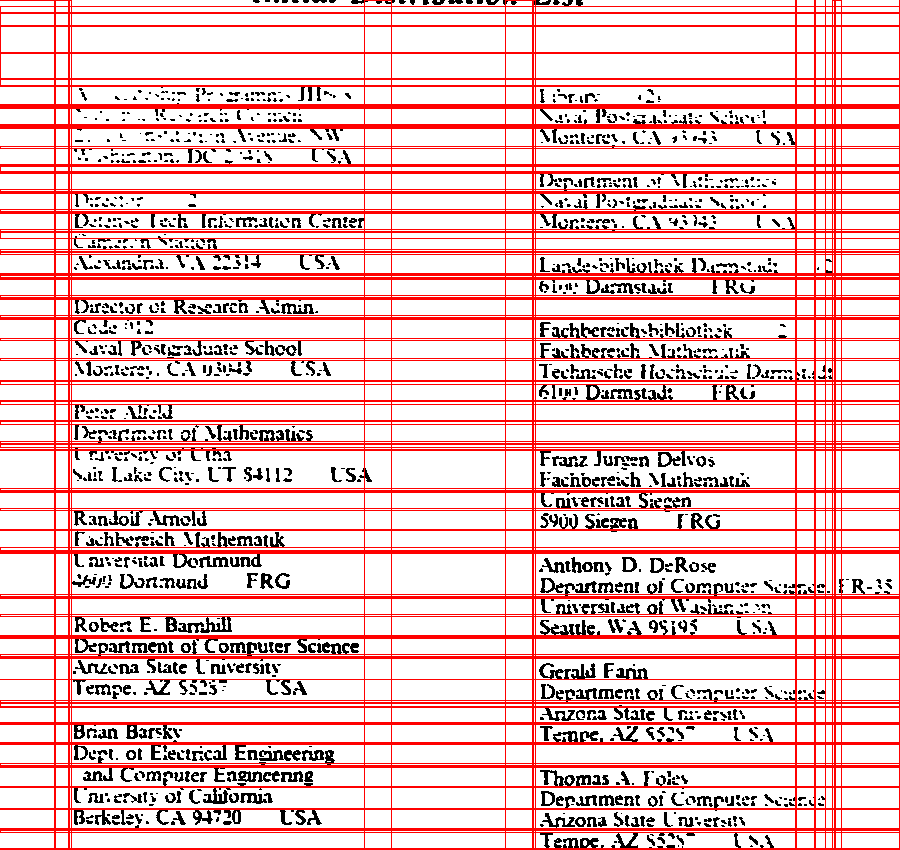 Initial Distribution List
Programs
Research Council
Avenue, NW
Washington, DC USA
Director 2
Defense Tech. Information Center
Cameron Station
Alexandria, VA 22314 USA
Director of Research Admin.
Code 012
Naval Postgraduate School
Monterey, CA 93943 USA
Peter Alfeld
Department of Mathematics
University of Utha
Salt Lake City, UT 84112 USA
Randolf Arnold
Fachbereich Mathematik
Universitat Dortmund
4600 Dortmund FRG
Robert E. Barnhill
Department of Computer Science
Arizona State University
Tempe, AZ 85287 USA
Brian Barsky
Dept. of Electrical Engineering
and Computer Engineering
University of California
Berkeley, CA 94720 USA
Library (2)
Naval Postgraduate School
Monterey, CA 93943 USA
Department of Mathematics
Naval Postgraduate School
Monterey, CA 93943 USA
Landesbibliothek Darmstadt 2
6100 Darmstadt FRG
Fachbereichsbibliothek 2
Fachbereich Mathematik
Technische Hochschule Darmstadt
6100 Darmstadt FRG
Franz Jurgen Delvos
Fachbereich Mathematik
Universitat Siegen
5900 Siegen FRG
Anthony D. DeRose
Department of Computer Science, FR-35
Universitaet of Washington
Seattle, WA 98195 USA
Gerald Farin
Department of Computer Science
Arizona State University
Tempe, AZ 85287 USA
Thomas A. Foley
Department of Computer Science
Arizona State University
Tempe, AZ 85287 USA